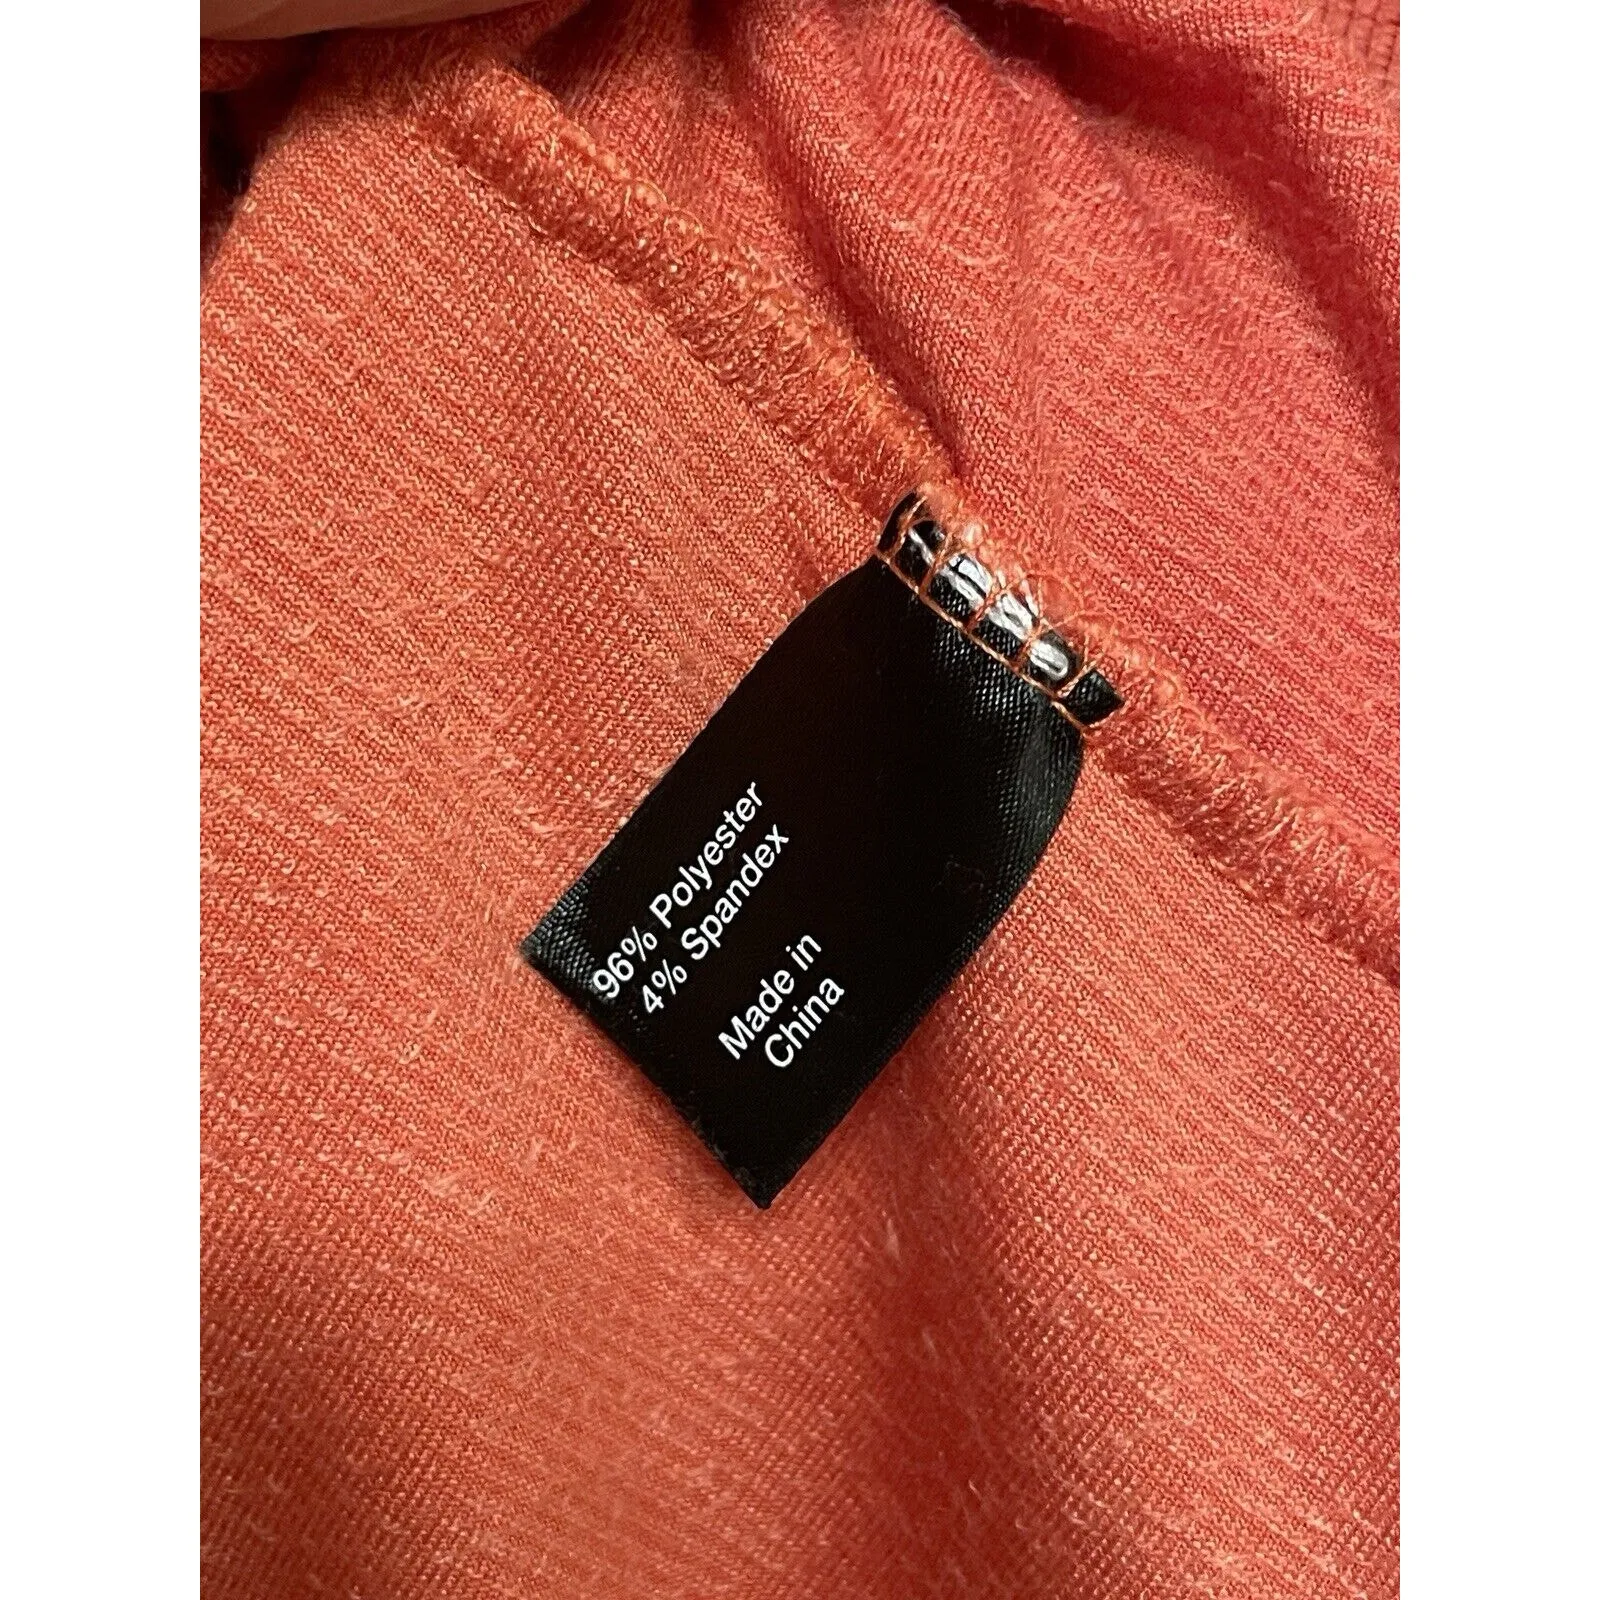 96% Polyester
4% Spandex
Made in
China